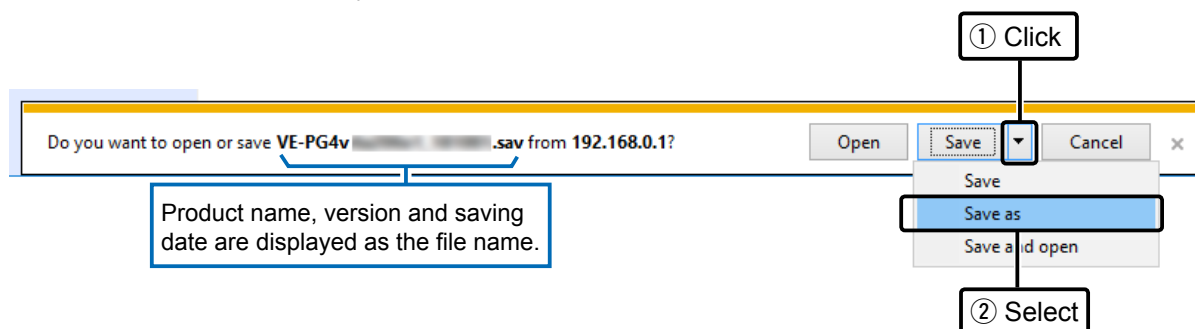 ① Click
Do you want to open or save VE-PG4v .sav from 192.168.0.1?
Open
Save
Cancel
×
Save
Save as
Save and open
Product name, version and saving
date are displayed as the file name.
② Select